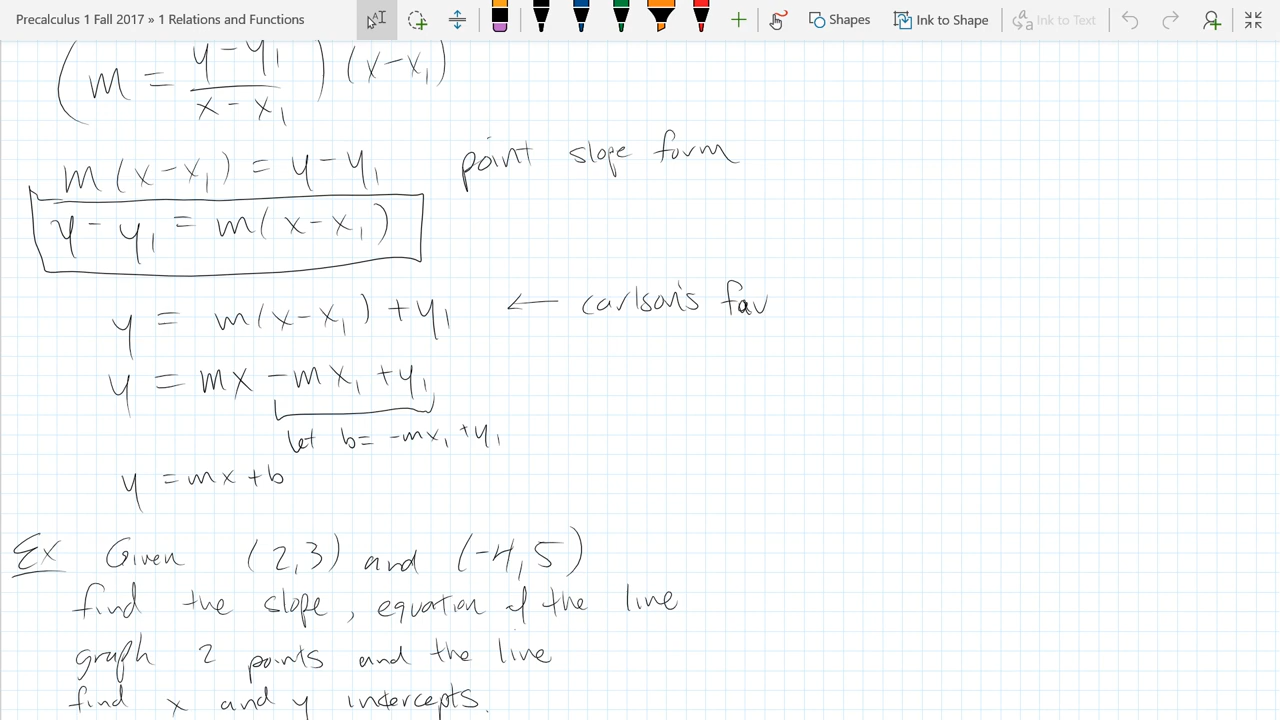 Precalculus 1 Fall 2017 » 1 Relations and Functions
Shapes
Ink to Shape
Ink to Text
(m = (y - y₁)/(x - x₁)) (x - x₁)
m(x - x₁) = y - y₁ point slope form
y - y₁ = m(x - x₁)
y = m(x - x₁) + y₁ ← carlson's fav
y = mx - mx₁ + y₁
let b = -mx₁ + y₁
y = mx + b
Ex Given (2,3) and (-4,5)
find the slope, equation of the line
graph 2 points and the line
find x and y intercepts.